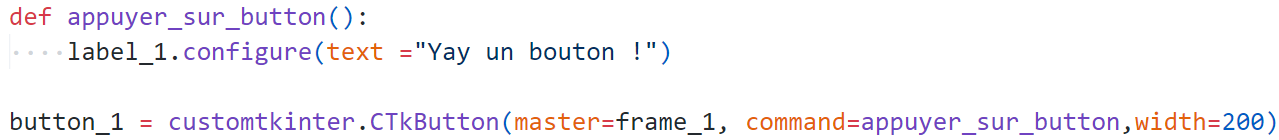 def appuyer_sur_button():
    label_1.configure(text ="Yay un bouton !")
button_1 = customtkinter.CTkButton(master=frame_1, command=appuyer_sur_button,width=200)